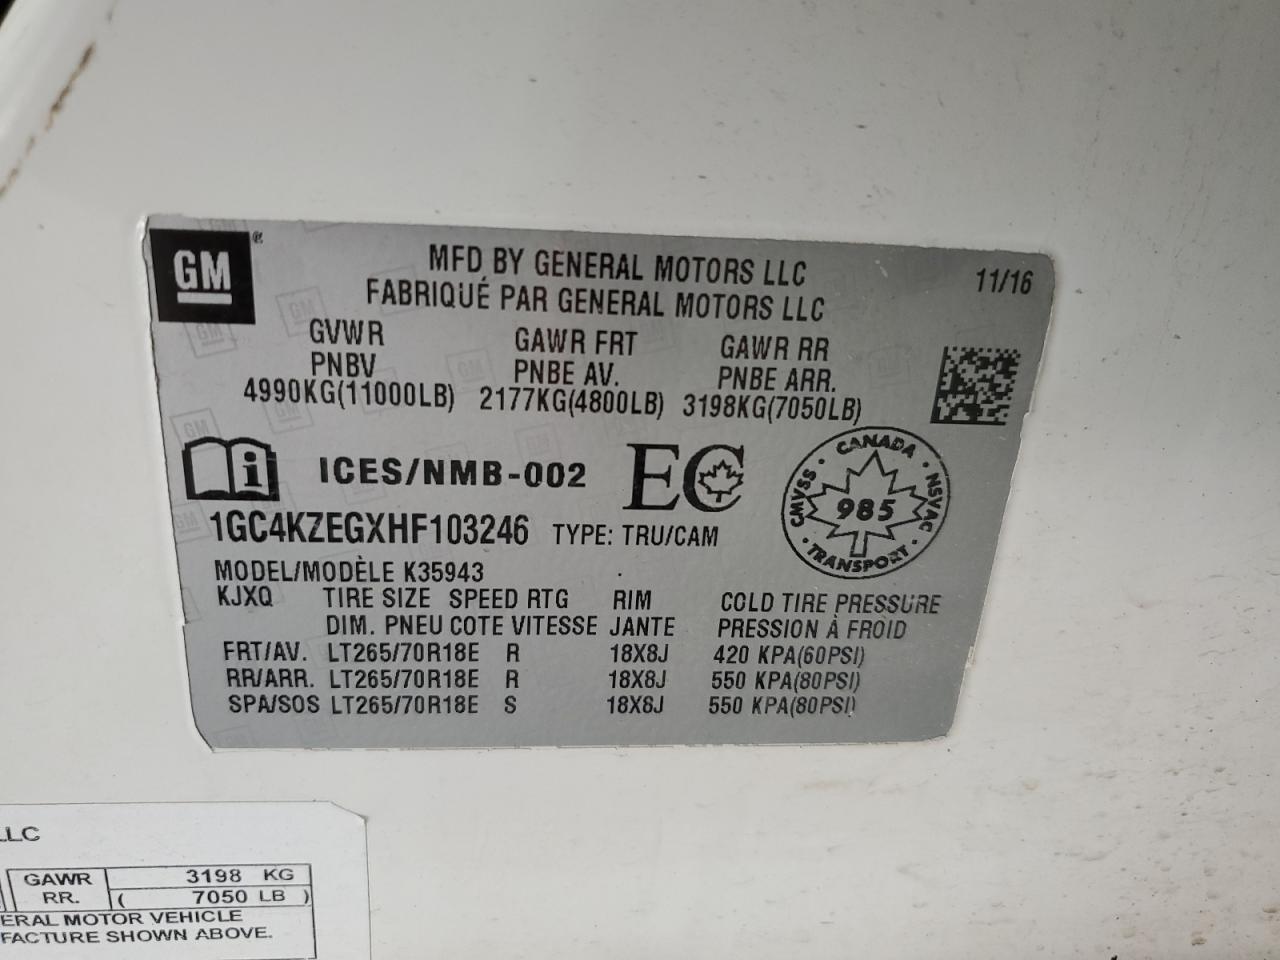 GM
MFD BY GENERAL MOTORS LLC
11/16
FABRIQUÉ PAR GENERAL MOTORS LLC
GVWR GAWR FRT GAWR RR
PNBV PNBE AV. PNBE ARR.
4990KG(11000LB) 2177KG(4800LB) 3198KG(7050LB)
ICES/NMB-002 EC
CANADA
CMVSS · 985 · NSVAC
TRANSPORT
1GC4KZEGXHF103246 TYPE: TRU/CAM
MODEL/MODÈLE K35943
KJXQ TIRE SIZE SPEED RTG RIM COLD TIRE PRESSURE
DIM. PNEU COTE VITESSE JANTE PRESSION À FROID
FRT/AV. LT265/70R18E R 18X8J 420 KPA(60PSI)
RR/ARR. LT265/70R18E R 18X8J 550 KPA(80PSI)
SPA/SOS LT265/70R18E S 18X8J 550 KPA(80PSI)
LLC
GAWR 3198 KG
RR. ( 7050 LB )
ERAL MOTOR VEHICLE
FACTURE SHOWN ABOVE.